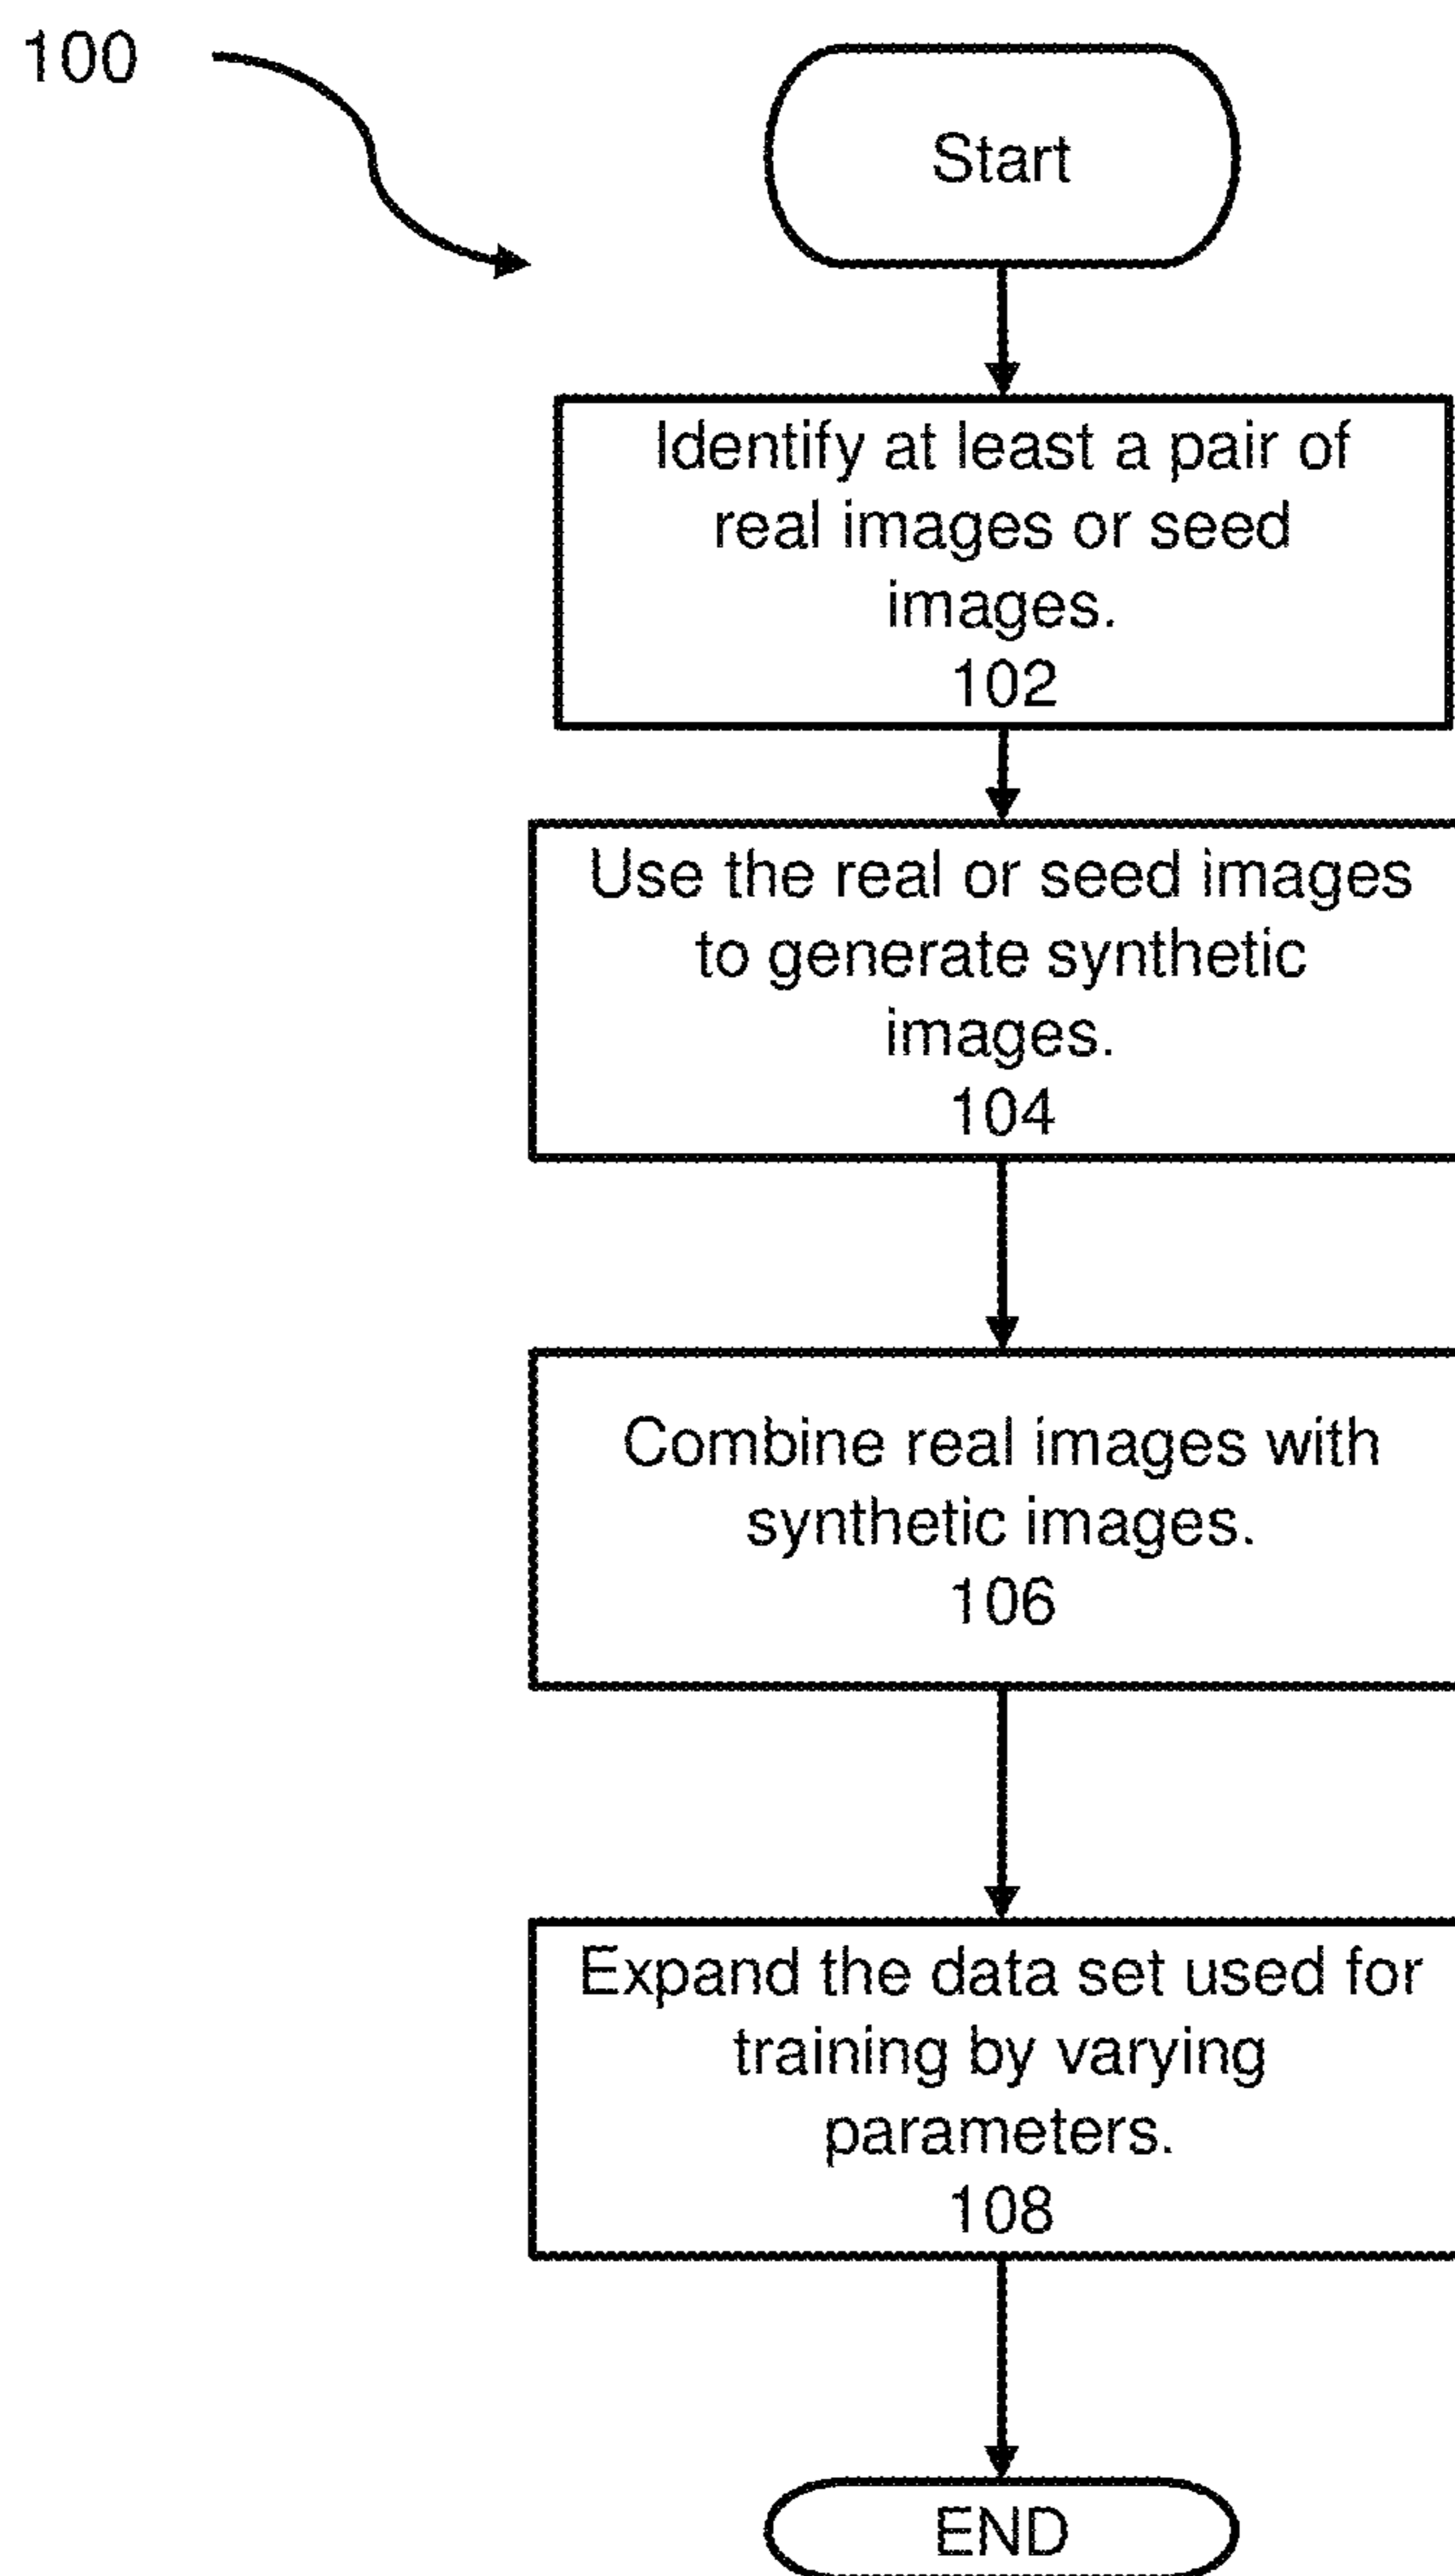 100
Start
Identify at least a pair of
real images or seed
images.
102
Use the real or seed images
to generate synthetic
images.
104
Combine real images with
synthetic images.
106
Expand the data set used for
training by varying
parameters.
108
END